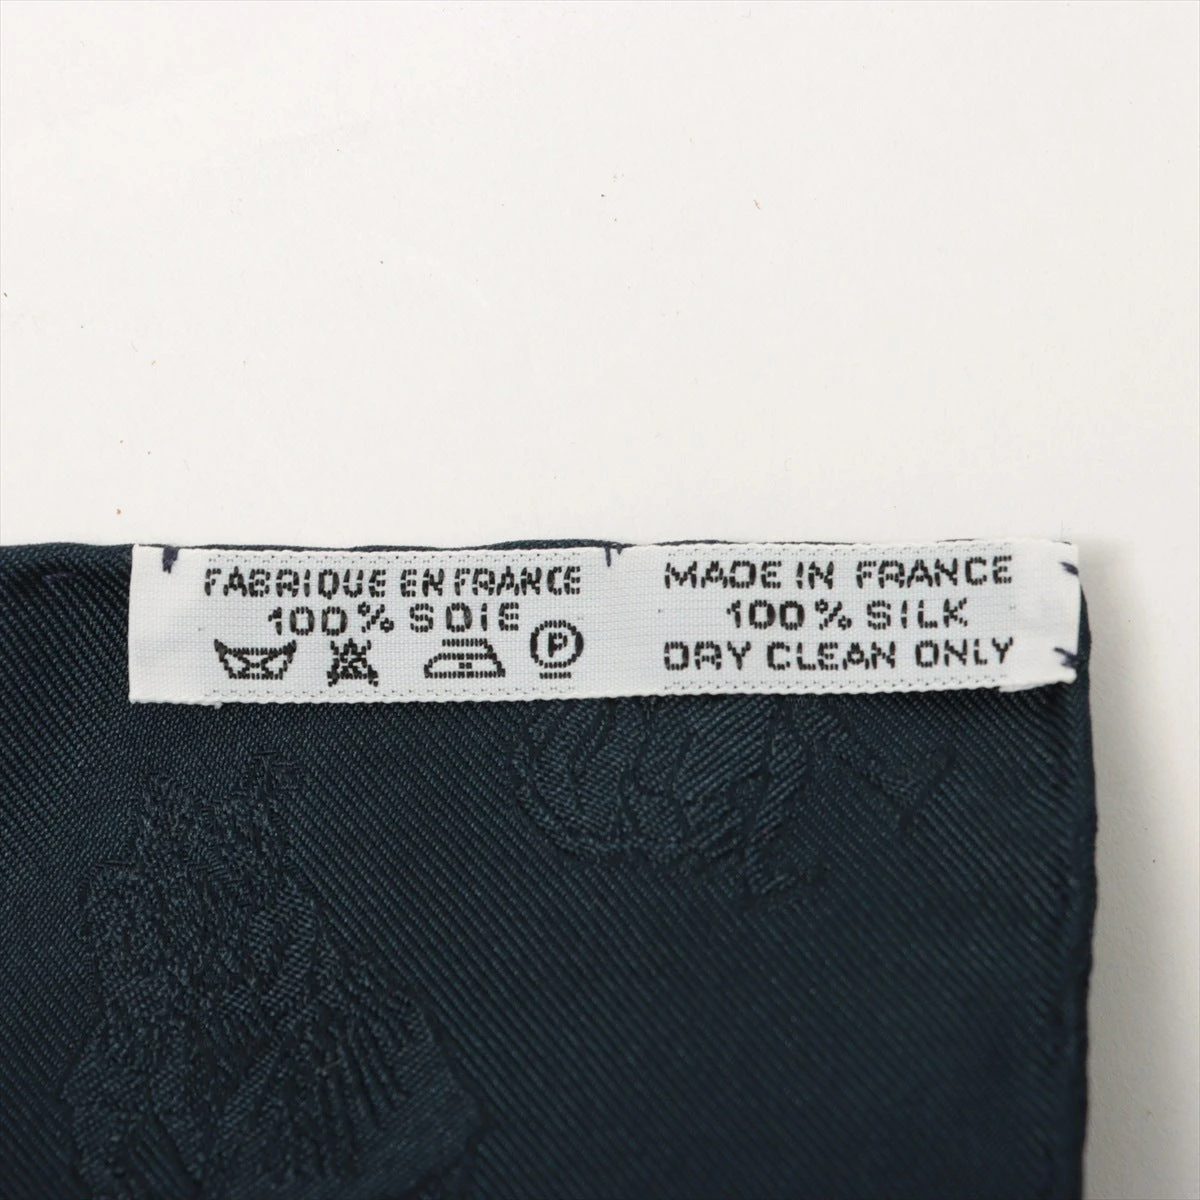 FABRIQUE EN FRANCE
100% SOIE
P
MADE IN FRANCE
100% SILK
DRY CLEAN ONLY